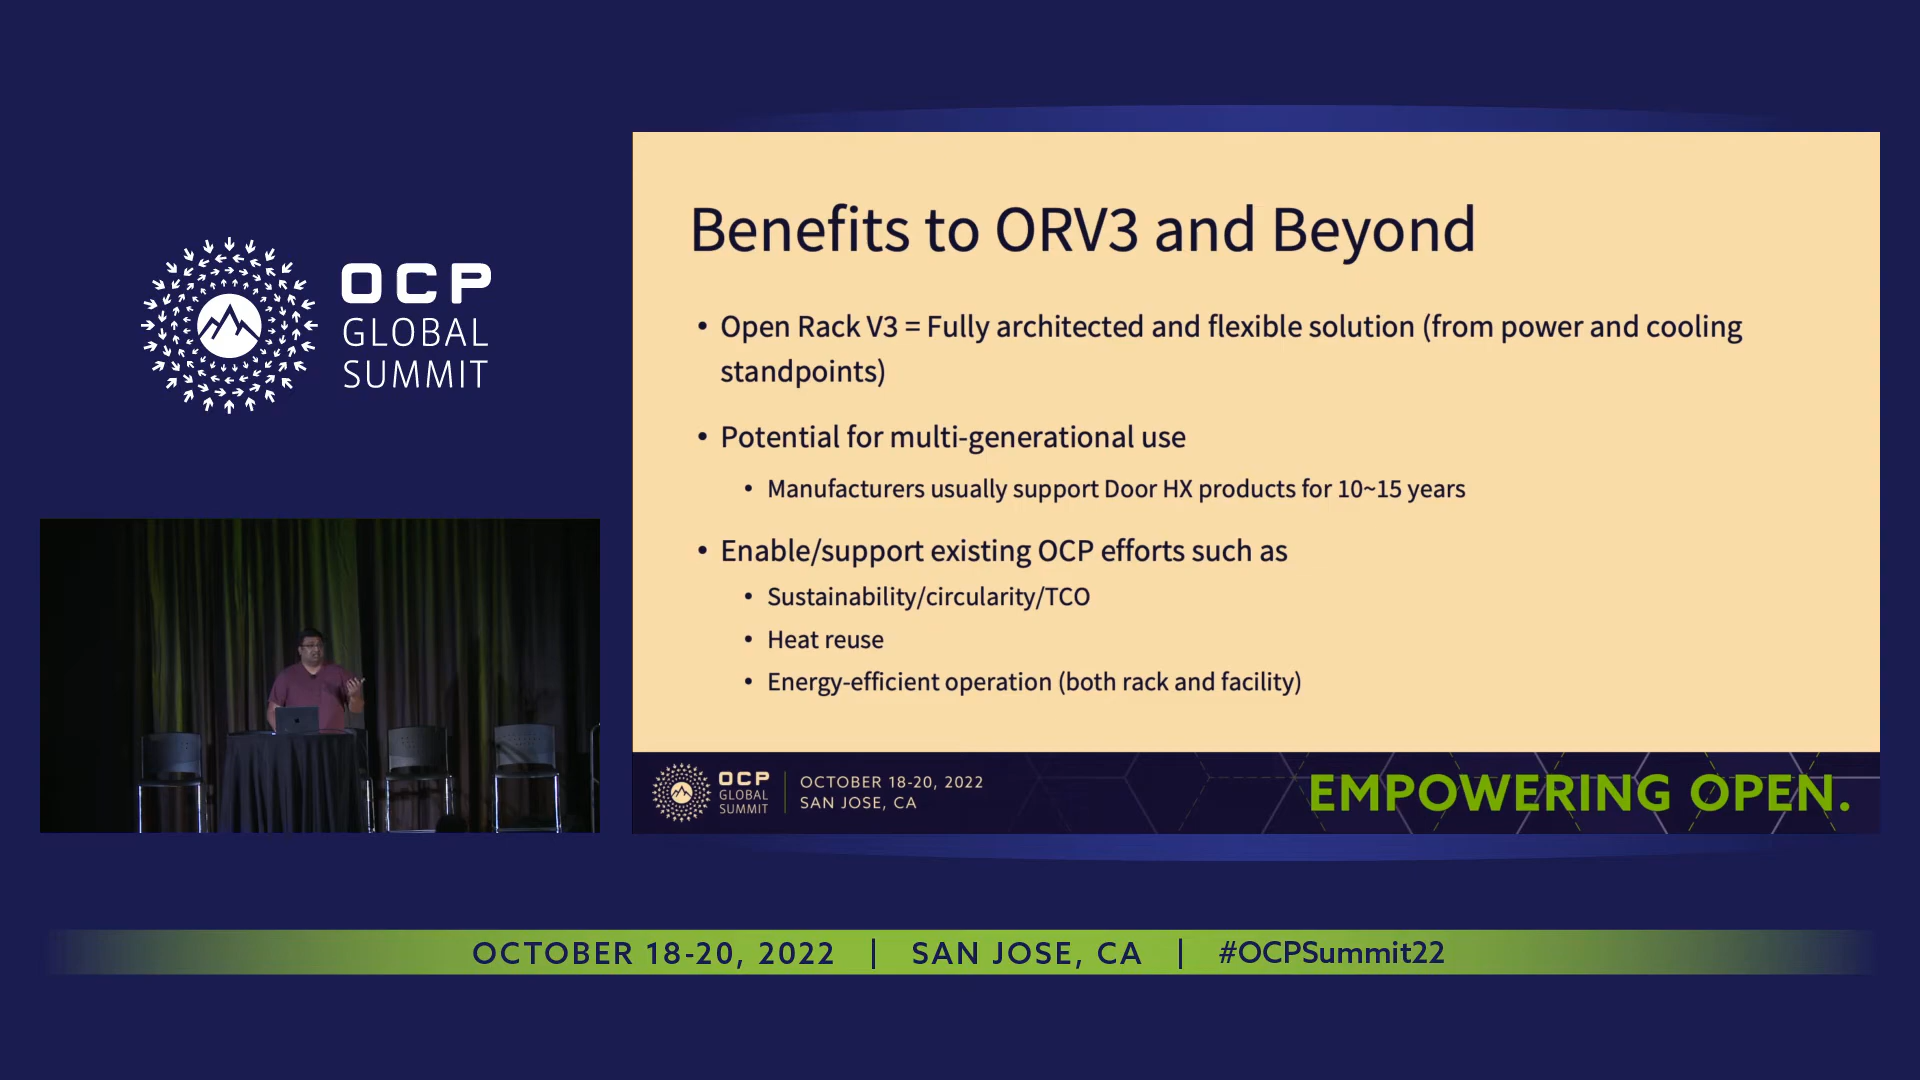 OCP
GLOBAL
SUMMIT
Benefits to ORV3 and Beyond
• Open Rack V3 = Fully architected and flexible solution (from power and cooling
standpoints)
• Potential for multi-generational use
• Manufacturers usually support Door HX products for 10~15 years
• Enable/support existing OCP efforts such as
• Sustainability/circularity/TCO
• Heat reuse
• Energy-efficient operation (both rack and facility)
OCP
GLOBAL
SUMMIT
OCTOBER 18-20, 2022
SAN JOSE, CA
EMPOWERING OPEN.
OCTOBER 18-20, 2022 | SAN JOSE, CA | #OCPSummit22